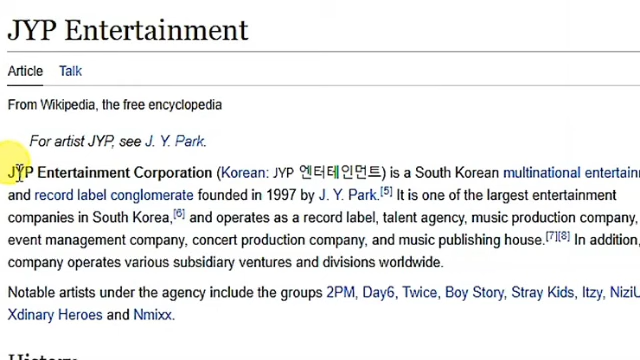 JYP Entertainment
Article Talk
From Wikipedia, the free encyclopedia
For artist JYP, see J. Y. Park.
JYP Entertainment Corporation (Korean: JYP 엔터테인먼트) is a South Korean multinational
and record label conglomerate founded in 1997 by J. Y. Park.[5] It is one of the largest entertainment
companies in South Korea,[6] and operates as a record label, talent agency, music production company,
event management company, concert production company, and music publishing house.[7][8] In addition,
company operates various subsidiary ventures and divisions worldwide.
Notable artists under the agency include the groups 2PM, Day6, Twice, Boy Story, Stray Kids, Itzy, NiziU
Xdinary Heroes and Nmixx.